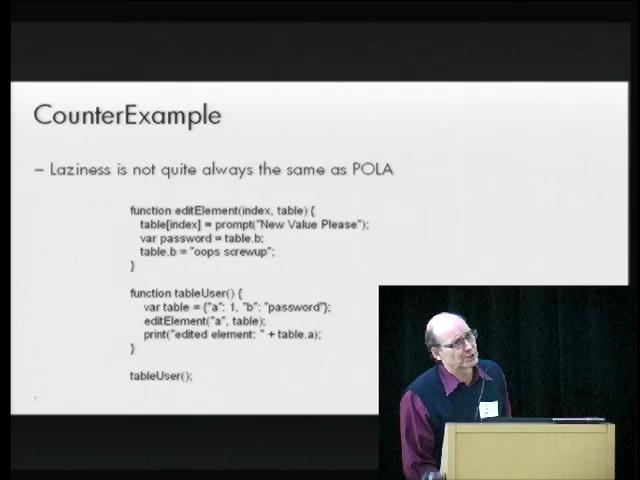 CounterExample
– Laziness is not quite always the same as POLA
function editElement(index, table) {
table[index] = prompt("New Value Please");
var password = table.b;
table.b = "oops screwup";
}
function tableUser() {
var table = {"a": 1, "b": "password"};
editElement("a", table);
print("edited element: " + table.a);
}
tableUser();